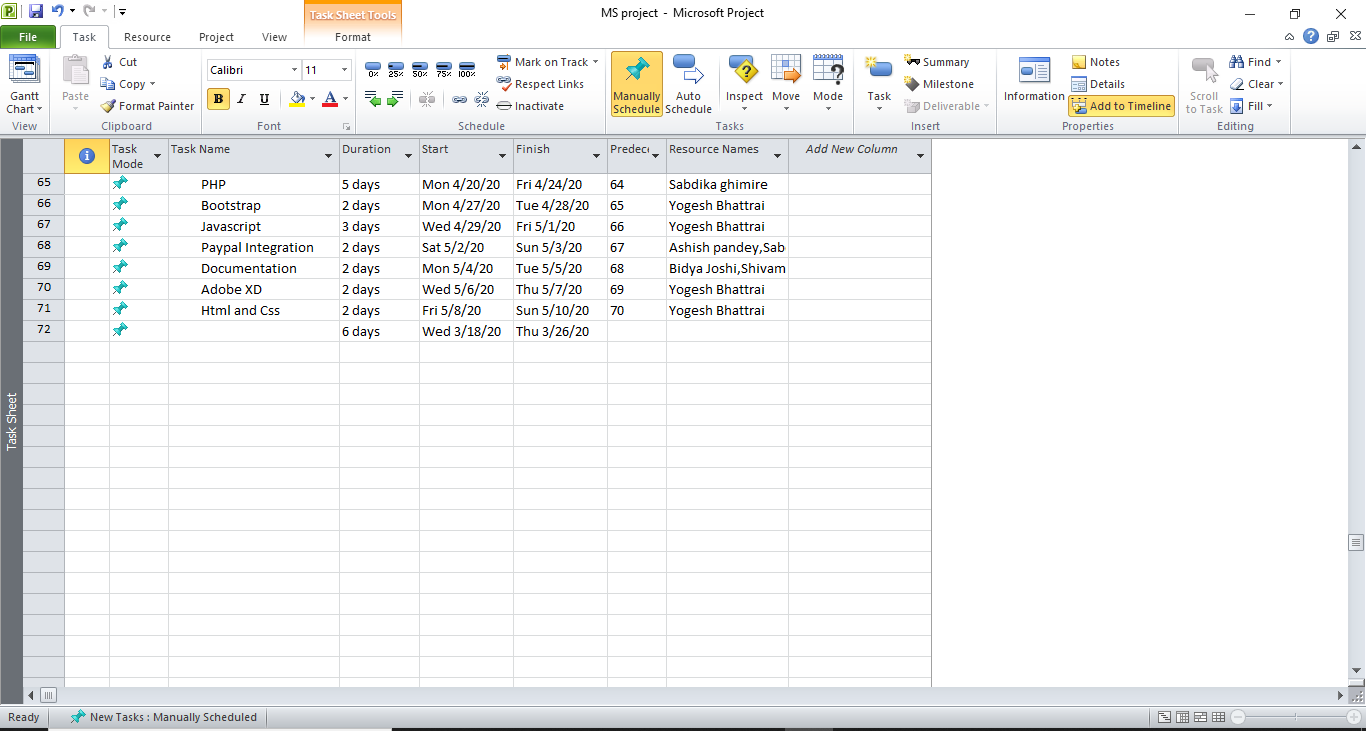 Task Sheet Tools
MS project - Microsoft Project
File Task Resource Project View Format
Gantt Chart
Paste
Cut
Copy
Format Painter
Calibri 11
B I U A
0% 25% 50% 75% 100%
Mark on Track
Respect Links
Inactivate
Manually Schedule
Auto Schedule
Inspect Move Mode
Task
Summary
Milestone
Deliverable
Information
Notes
Details
Add to Timeline
Scroll to Task
Find
Clear
Fill
View Clipboard Font Schedule Tasks Insert Properties Editing
Task Mode Task Name Duration Start Finish Predec Resource Names Add New Column
65 PHP 5 days Mon 4/20/20 Fri 4/24/20 64 Sabdika ghimire
66 Bootstrap 2 days Mon 4/27/20 Tue 4/28/20 65 Yogesh Bhattrai
67 Javascript 3 days Wed 4/29/20 Fri 5/1/20 66 Yogesh Bhattrai
68 Paypal Integration 2 days Sat 5/2/20 Sun 5/3/20 67 Ashish pandey,Sab
69 Documentation 2 days Mon 5/4/20 Tue 5/5/20 68 Bidya Joshi,Shivam
70 Adobe XD 2 days Wed 5/6/20 Thu 5/7/20 69 Yogesh Bhattrai
71 Html and Css 2 days Fri 5/8/20 Sun 5/10/20 70 Yogesh Bhattrai
72 6 days Wed 3/18/20 Thu 3/26/20
Task Sheet
Ready New Tasks : Manually Scheduled